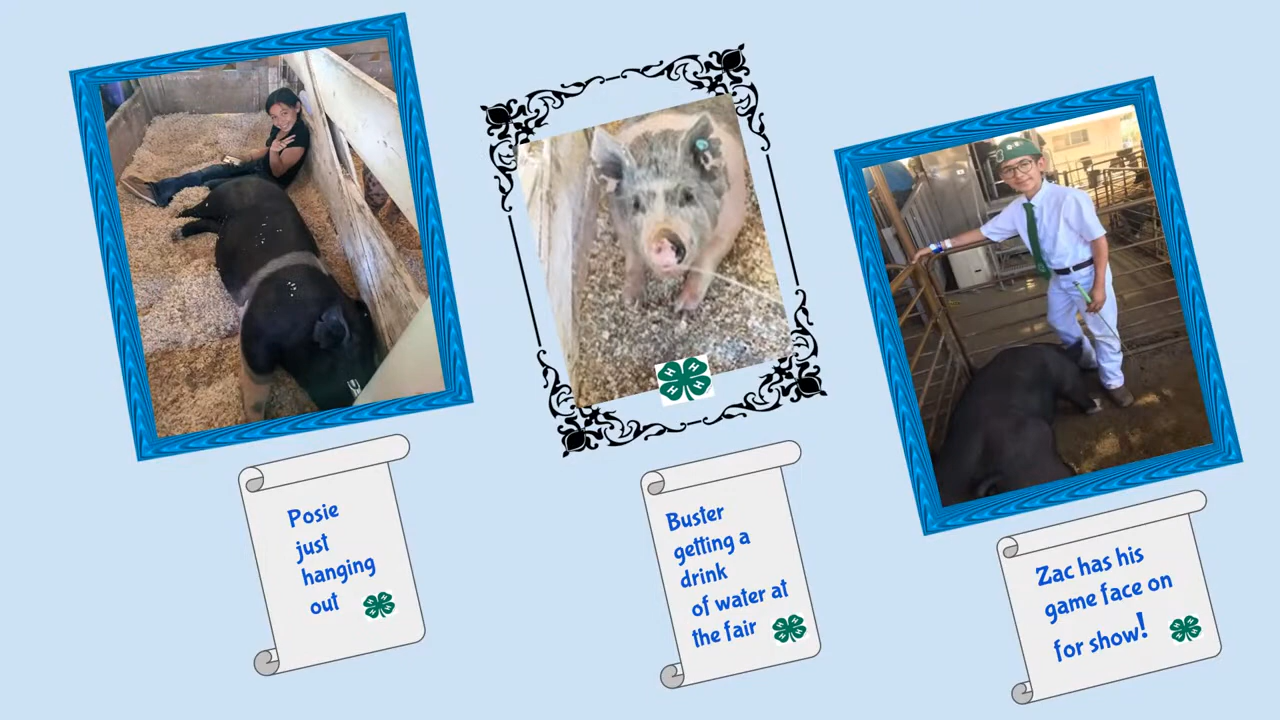 Posie
just
hanging
out
Buster
getting a
drink
of water at
the fair
Zac has his
game face on
for show!
H H H H
H H H H
H H H H
H H H H